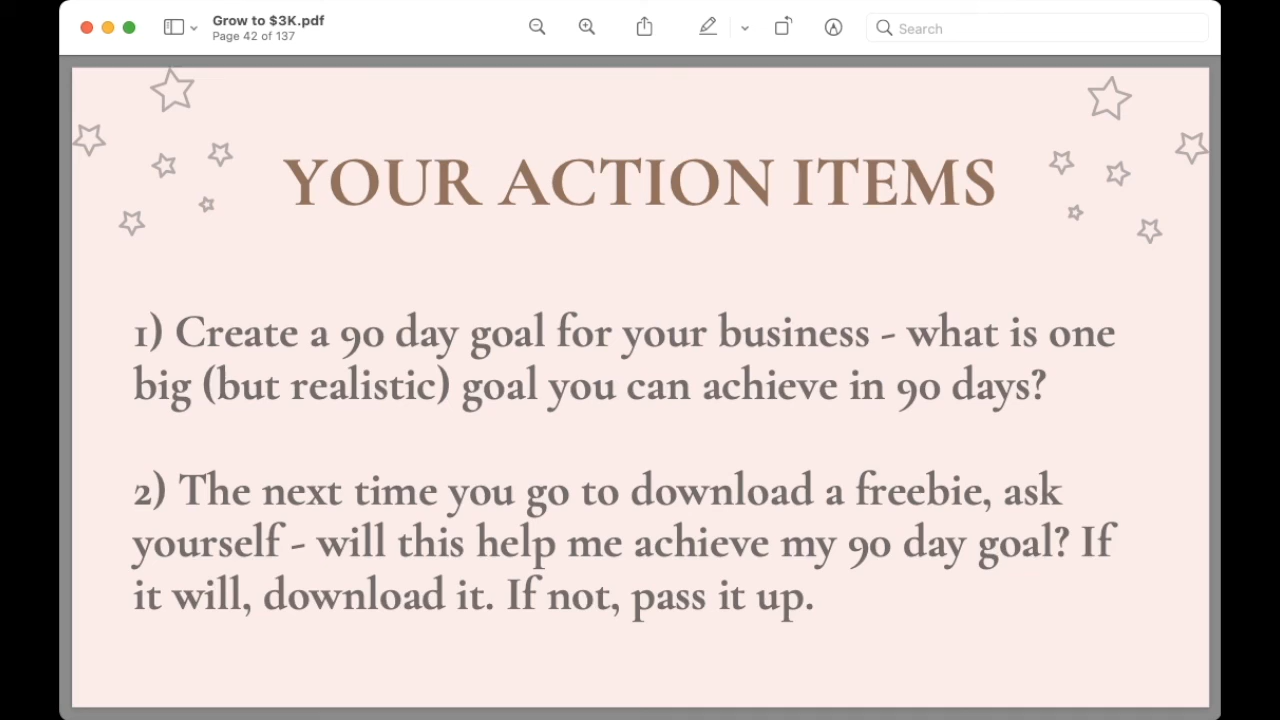 Grow to $3K.pdf
Page 42 of 137
Search
YOUR ACTION ITEMS
1) Create a 90 day goal for your business - what is one
big (but realistic) goal you can achieve in 90 days?
2) The next time you go to download a freebie, ask
yourself - will this help me achieve my 90 day goal? If
it will, download it. If not, pass it up.